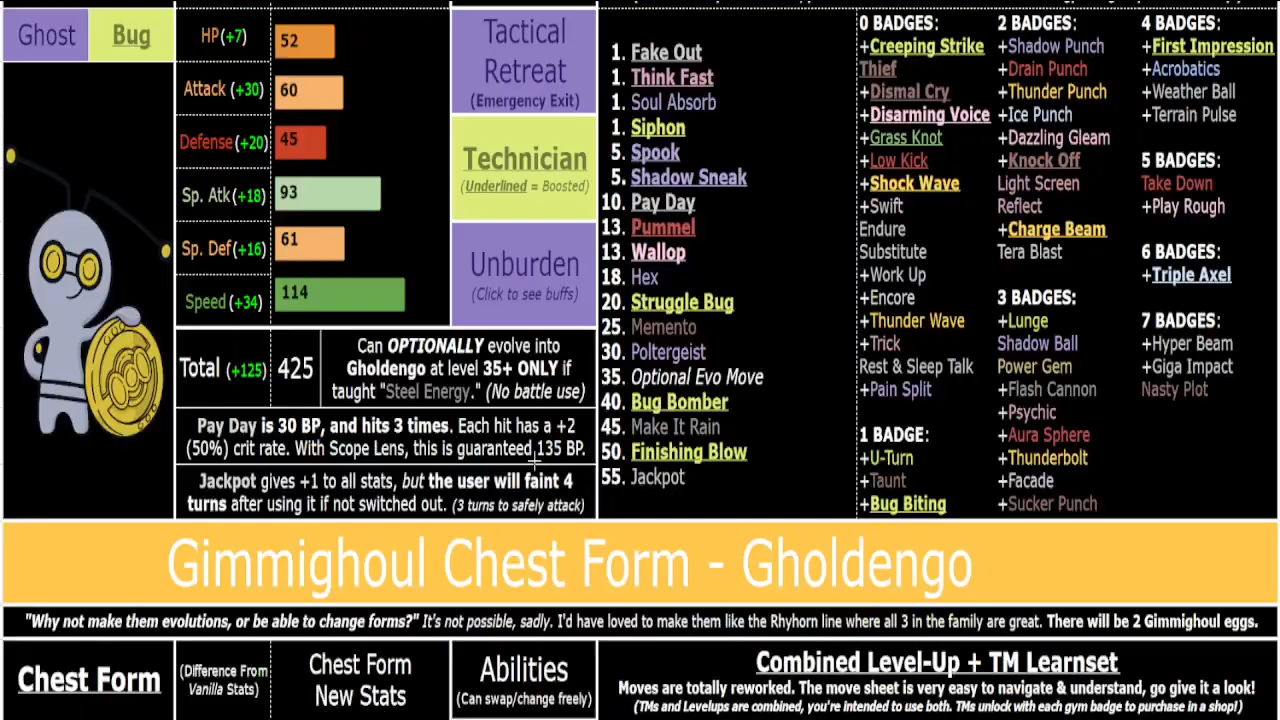 Ghost
Bug
HP(+7)
52
Attack (+30)
60
Defense(+20)
45
Sp. Atk(+18)
93
Sp. Def(+16)
61
Speed(+34)
114
Total (+125)
425
Can OPTIONALLY evolve into
Gholdengo at level 35+ ONLY if
taught "Steel Energy." (No battle use)
Pay Day is 30 BP, and hits 3 times. Each hit has a +2
(50%) crit rate. With Scope Lens, this is guaranteed 135 BP.
Jackpot gives +1 to all stats, but the user will faint 4
turns after using it if not switched out. (3 turns to safely attack)
Tactical
Retreat
(Emergency Exit)
Technician
(Underlined = Boosted)
Unburden
(Click to see buffs)
1. Fake Out
1. Think Fast
1. Soul Absorb
1. Siphon
5. Spook
5. Shadow Sneak
10. Pay Day
13. Pummel
13. Wallop
18. Hex
20. Struggle Bug
25. Memento
30. Poltergeist
35. Optional Evo Move
40. Bug Bomber
45. Make It Rain
50. Finishing Blow
55. Jackpot
0 BADGES:
+Creeping Strike
Thief
+Dismal Cry
+Disarming Voice
+Grass Knot
+Low Kick
+Shock Wave
+Swift
Endure
Substitute
+Work Up
+Encore
+Thunder Wave
+Trick
Rest & Sleep Talk
+Pain Split
1 BADGE:
+U-Turn
+Taunt
+Bug Biting
2 BADGES:
+Shadow Punch
+Drain Punch
+Thunder Punch
+Ice Punch
+Dazzling Gleam
+Knock Off
Light Screen
Reflect
+Charge Beam
Tera Blast
3 BADGES:
+Lunge
Shadow Ball
Power Gem
+Flash Cannon
+Psychic
+Aura Sphere
+Thunderbolt
+Facade
+Sucker Punch
4 BADGES:
+First Impression
+Acrobatics
+Weather Ball
+Terrain Pulse
5 BADGES:
Take Down
+Play Rough
6 BADGES:
+Triple Axel
7 BADGES:
+Hyper Beam
+Giga Impact
Nasty Plot
Gimmighoul Chest Form - Gholdengo
"Why not make them evolutions, or be able to change forms?" It's not possible, sadly. I'd have loved to make them like the Rhyhorn line where all 3 in the family are great. There will be 2 Gimmighoul eggs.
Chest Form
(Difference From
Vanilla Stats)
Chest Form
New Stats
Abilities
(Can swap/change freely)
Combined Level-Up + TM Learnset
Moves are totally reworked. The move sheet is very easy to navigate & understand, go give it a look!
(TMs and Levelups are combined, you're intended to use both. TMs unlock with each gym badge to purchase in a shop!)